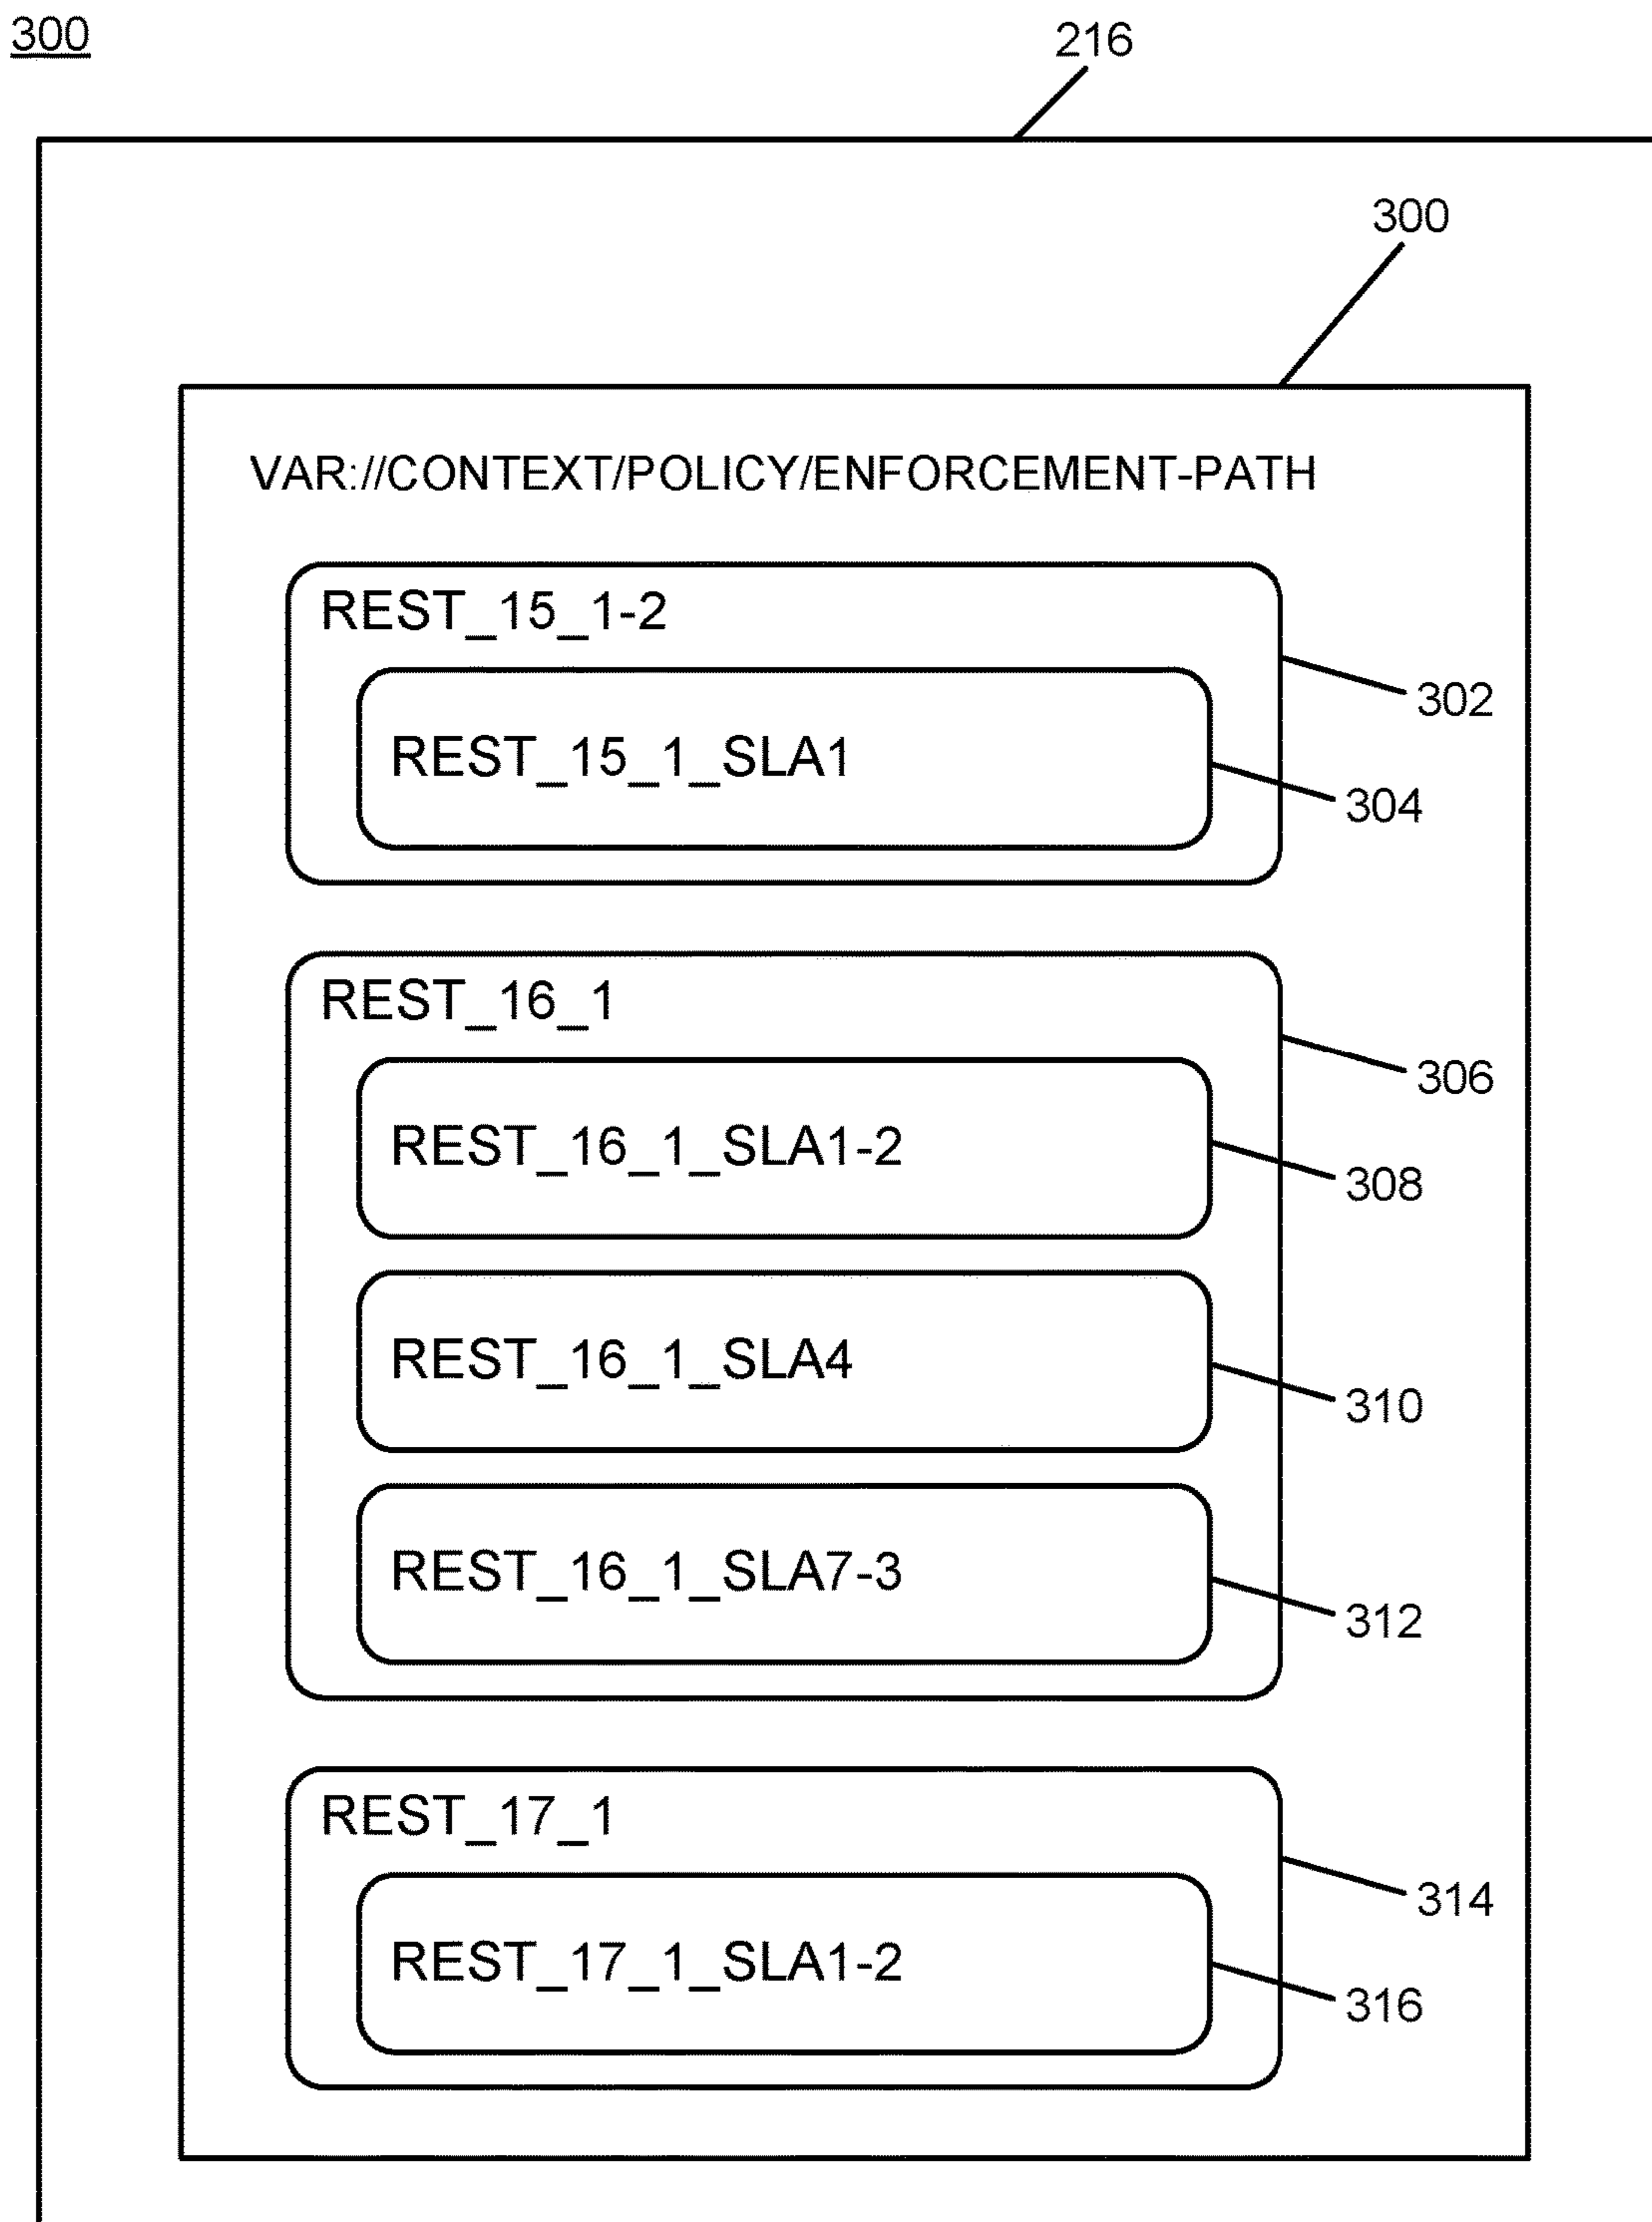 300
216
300
VAR://CONTEXT/POLICY/ENFORCEMENT-PATH
REST_15_1-2
302
REST_15_1_SLA1
304
REST_16_1
306
REST_16_1_SLA1-2
308
REST_16_1_SLA4
310
REST_16_1_SLA7-3
312
REST_17_1
314
REST_17_1_SLA1-2
316